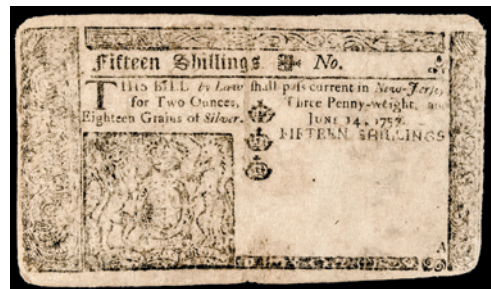 Fifteen Shillings No.
THIS BILL by Law shall pass current in New-Jersey,
for Two Ounces, Three Penny-weight, and
Eighteen Grains of Silver. JUNE 14, 1757.
FIFTEEN SHILLINGS
A